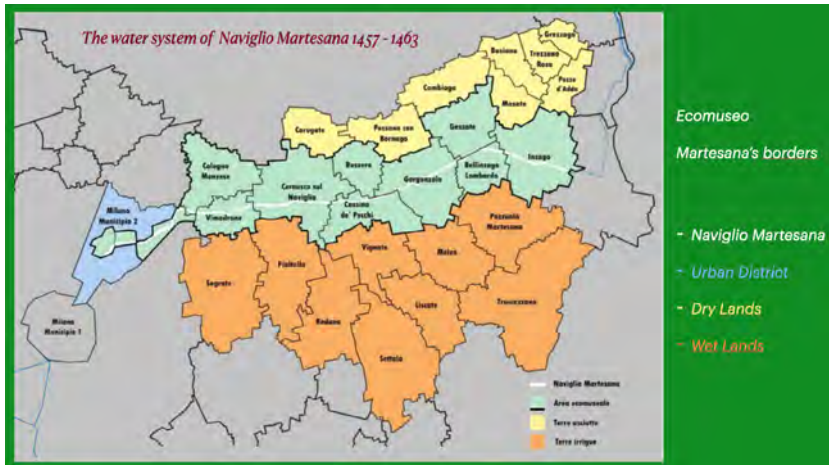 The water system of Naviglio Martesana 1457 - 1463
Grezzago
Basiano
Trezzano
Rosa
Pozzo
d'Adda
Cambiago
Masate
Carugate
Pessano con
Bornago
Gessate
Inzago
Bellinzago
Lombardo
Bussero
Gorgonzola
Cologno
Monzese
Cernusco sul
Naviglio
Cassina
de' Pecchi
Vimodrone
Milano
Municipio 2
Milano
Municipio 1
Pozzuolo
Martesana
Vignate
Melzo
Segrate
Pioltello
Rodano
Liscate
Truccazzano
Settala
Naviglio Martesana
Area ecomuseale
Terre asciutte
Terre irrigue
Ecomuseo
Martesana's borders
- Naviglio Martesana
- Urban District
- Dry Lands
- Wet Lands